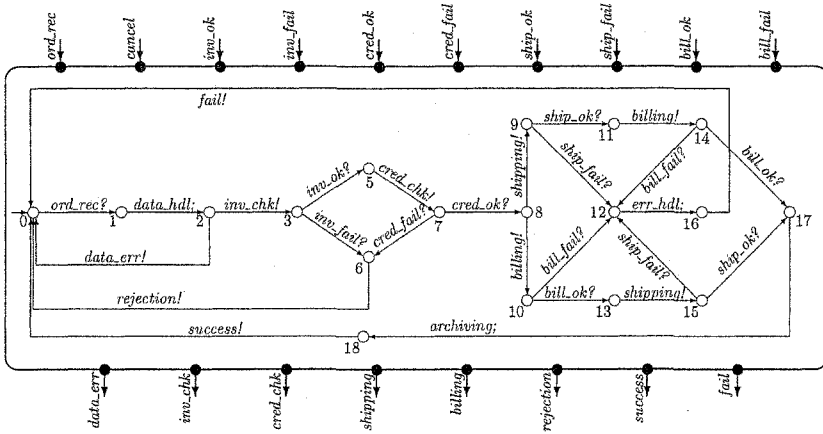 ord_rec
cancel
inv_ok
inv_fail
cred_ok
cred_fail
ship_ok
ship_fail
bill_ok
bill_fail
fail!
9 ship_ok? 11 billing! 14
inv_ok?
5
cred_chk!
shipping!
ship_fail?
bill_fail?
bill_ok?
0 ord_rec? 1 data_hdl; 2 inv_chk! 3
7 cred_ok? 8
12 err_hdl; 16
17
inv_fail?
cred_fail?
6
data_err!
billing!
bill_fail?
ship_fail?
ship_ok?
rejection!
10 bill_ok? 13 shipping! 15
success!
18
archiving;
data_err
inv_chk
cred_chk
shipping
billing
rejection
success
fail